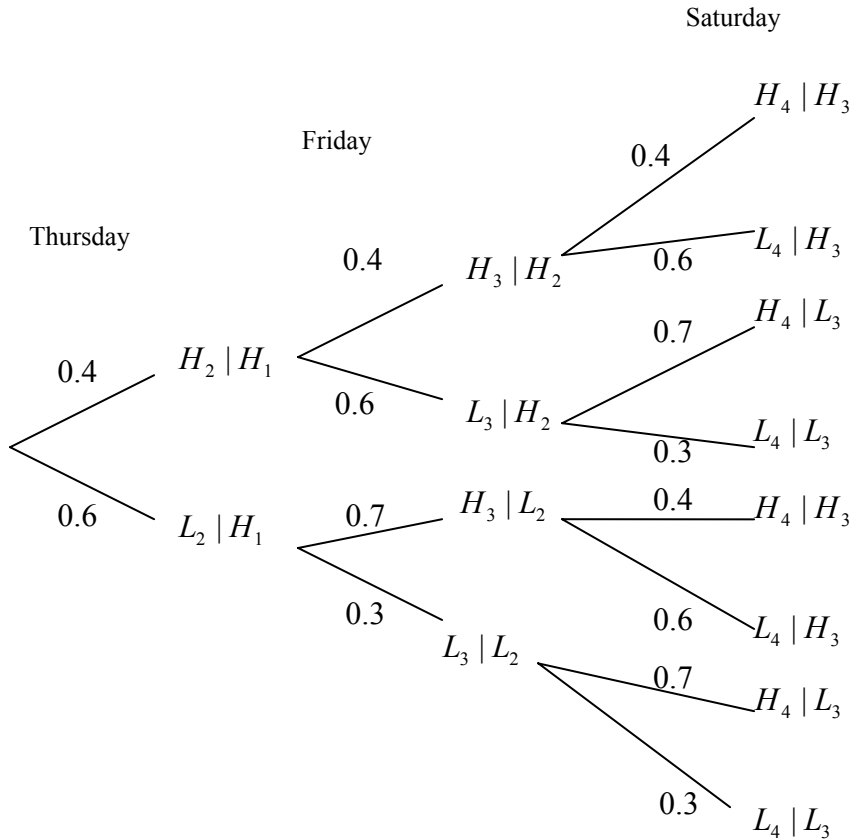 Saturday
H₄ | H₃
Friday
0.4
Thursday
L₄ | H₃
0.4
H₃ | H₂
0.6
H₄ | L₃
0.7
H₂ | H₁
0.4
0.6
L₃ | H₂
L₄ | L₃
0.3
H₃ | L₂
0.4
H₄ | H₃
0.6
L₂ | H₁
0.7
0.3
0.6
L₄ | H₃
L₃ | L₂
0.7
H₄ | L₃
0.3
L₄ | L₃